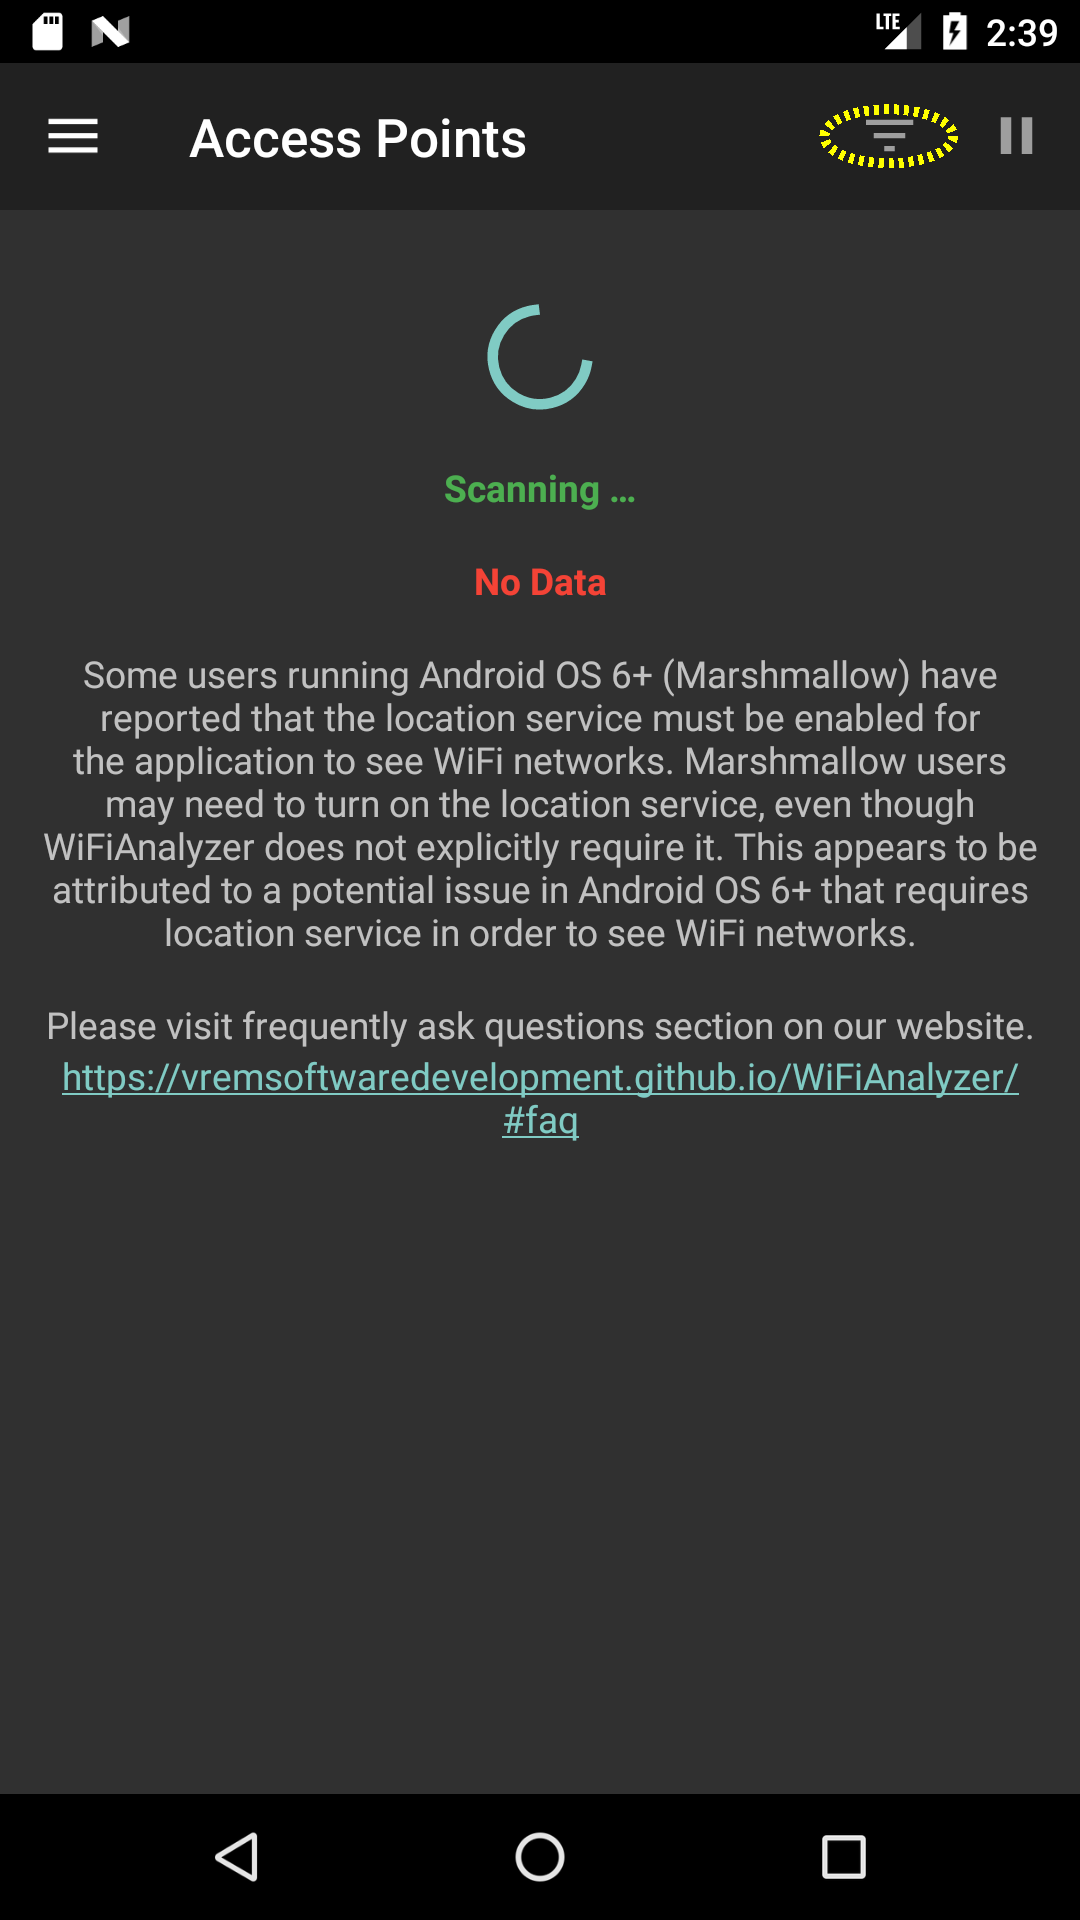 LTE 2:39
Access Points
Scanning ...
No Data
Some users running Android OS 6+ (Marshmallow) have
reported that the location service must be enabled for
the application to see WiFi networks. Marshmallow users
may need to turn on the location service, even though
WiFiAnalyzer does not explicitly require it. This appears to be
attributed to a potential issue in Android OS 6+ that requires
location service in order to see WiFi networks.
Please visit frequently ask questions section on our website.
https://vremsoftwaredevelopment.github.io/WiFiAnalyzer/
#faq